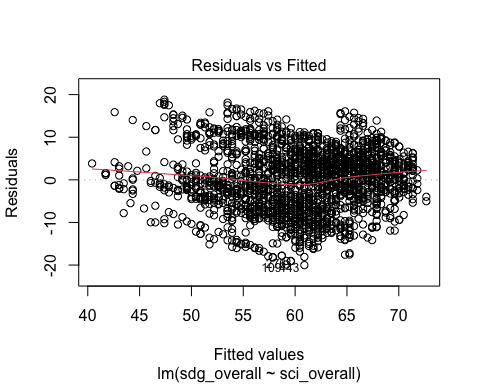 Residuals vs Fitted
Residuals
20
10
0
-10
-20
40 45 50 55 60 65 70
Fitted values
lm(sdg_overall ~ sci_overall)